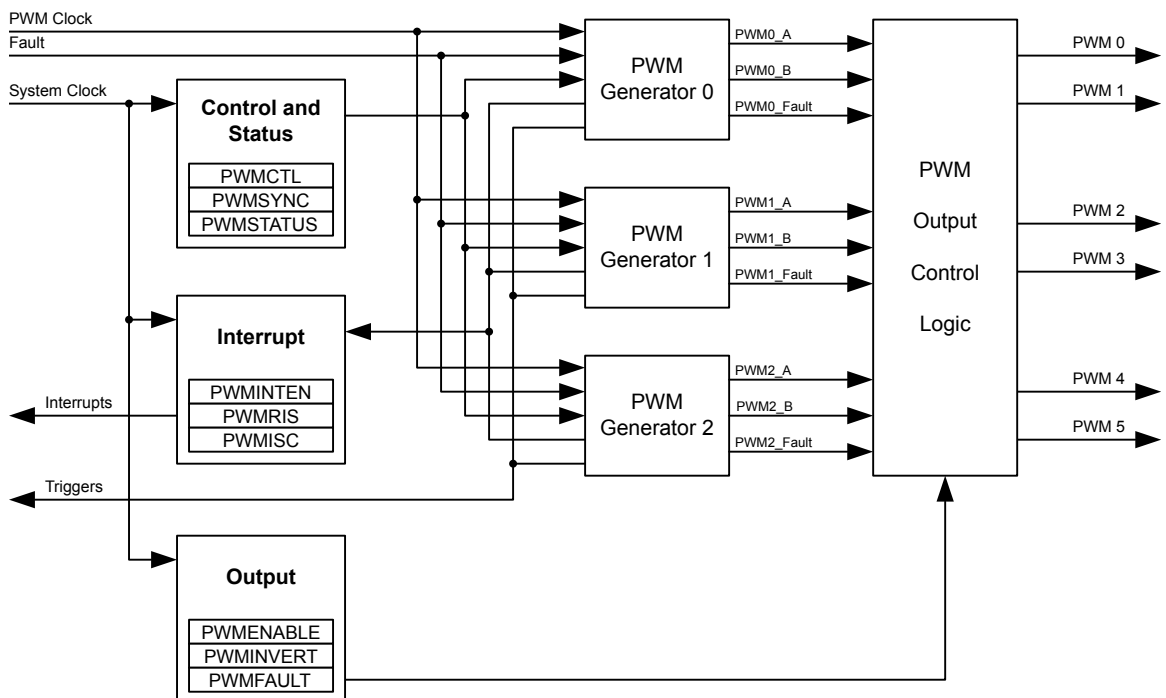 PWM Clock
Fault
System Clock
Control and
Status
PWMCTL
PWMSYNC
PWMSTATUS
Interrupt
PWMINTEN
PWMRIS
PWMISC
Interrupts
Triggers
Output
PWMENABLE
PWMINVERT
PWMFAULT
PWM
Generator 0
PWM0_A
PWM0_B
PWM0_Fault
PWM
Generator 1
PWM1_A
PWM1_B
PWM1_Fault
PWM
Generator 2
PWM2_A
PWM2_B
PWM2_Fault
PWM
Output
Control
Logic
PWM 0
PWM 1
PWM 2
PWM 3
PWM 4
PWM 5